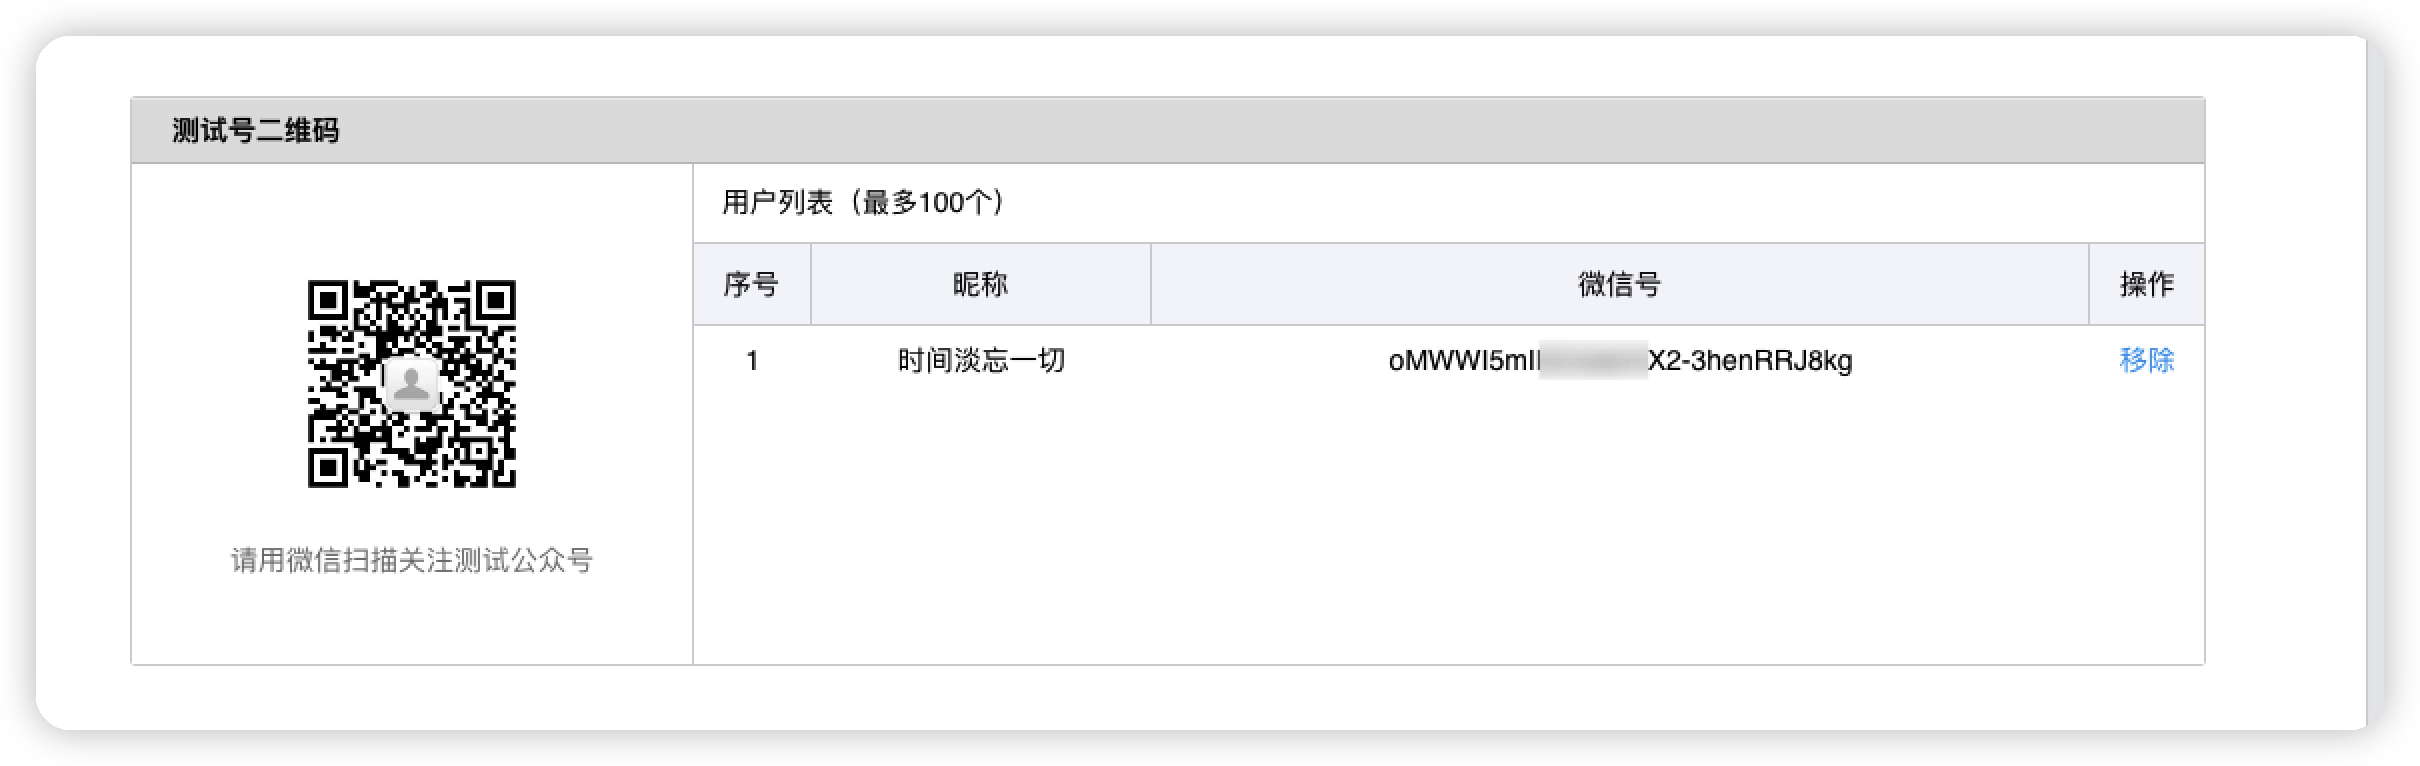 测试号二维码
请用微信扫描关注测试公众号
用户列表（最多100个）
序号 昵称 微信号 操作
1 时间淡忘一切 oMWWI5ml X2-3henRRJ8kg 移除